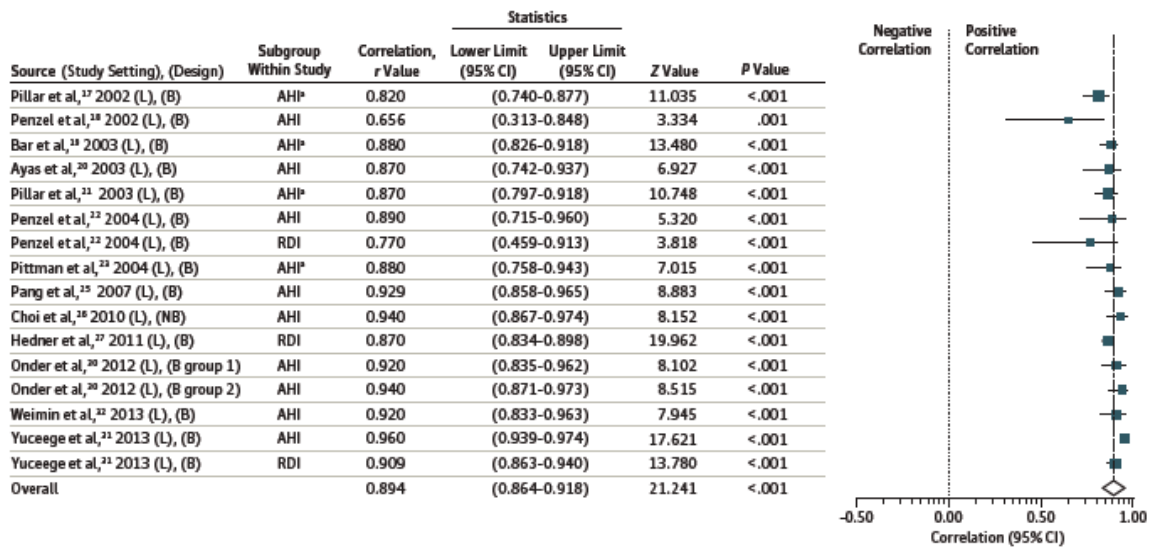 Statistics
Source (Study Setting), (Design) Subgroup Within Study Correlation, r Value Lower Limit (95% CI) Upper Limit (95% CI) Z Value P Value
Pillar et al,¹⁷ 2002 (L), (B) AHIᵃ 0.820 (0.740-0.877) 11.035 <.001
Penzel et al,¹⁸ 2002 (L), (B) AHI 0.656 (0.313-0.848) 3.334 .001
Bar et al,¹⁹ 2003 (L), (B) AHIᵃ 0.880 (0.826-0.918) 13.480 <.001
Ayas et al,²⁰ 2003 (L), (B) AHI 0.870 (0.742-0.937) 6.927 <.001
Pillar et al,²¹ 2003 (L), (B) AHIᵃ 0.870 (0.797-0.918) 10.748 <.001
Penzel et al,²² 2004 (L), (B) AHI 0.890 (0.715-0.960) 5.320 <.001
Penzel et al,²² 2004 (L), (B) RDI 0.770 (0.459-0.913) 3.818 <.001
Pittman et al,²³ 2004 (L), (B) AHIᵃ 0.880 (0.758-0.943) 7.015 <.001
Pang et al,²⁵ 2007 (L), (B) AHI 0.929 (0.858-0.965) 8.883 <.001
Choi et al,²⁶ 2010 (L), (NB) AHI 0.940 (0.867-0.974) 8.152 <.001
Hedner et al,²⁷ 2011 (L), (B) RDI 0.870 (0.834-0.898) 19.962 <.001
Onder et al, 2012 (L), (B group 1) AHI 0.920 (0.835-0.962) 8.102 <.001
Onder et al, 2012 (L), (B group 2) AHI 0.940 (0.871-0.973) 8.515 <.001
Weimin et al, 2013 (L), (B) AHI 0.920 (0.833-0.963) 7.945 <.001
Yuceege et al, 2013 (L), (B) AHI 0.960 (0.939-0.974) 17.621 <.001
Yuceege et al, 2013 (L), (B) RDI 0.909 (0.863-0.940) 13.780 <.001
Overall 0.894 (0.864-0.918) 21.241 <.001
Negative Correlation
Positive Correlation
-0.50 0.00 0.50 1.00
Correlation (95% CI)